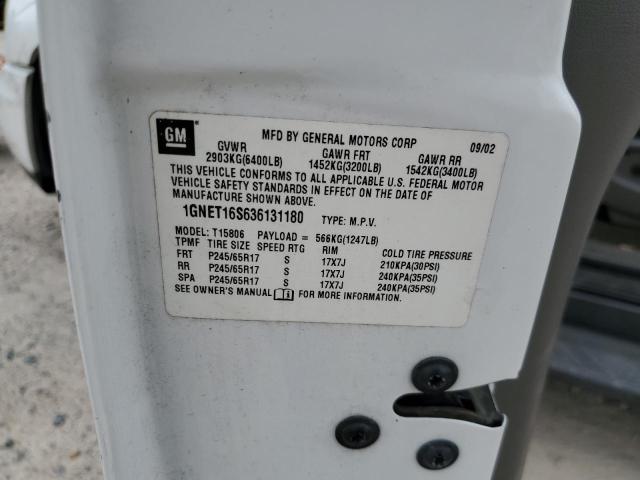 GM MFD BY GENERAL MOTORS CORP 09/02
GVWR GAWR FRT GAWR RR
2903KG(6400LB) 1452KG(3200LB) 1542KG(3400LB)
THIS VEHICLE CONFORMS TO ALL APPLICABLE U.S. FEDERAL MOTOR
VEHICLE SAFETY STANDARDS IN EFFECT ON THE DATE OF
MANUFACTURE SHOWN ABOVE.
1GNET16S636131180 TYPE: M.P.V.
MODEL: T15806 PAYLOAD = 566KG(1247LB)
TPMF TIRE SIZE SPEED RTG RIM COLD TIRE PRESSURE
FRT P245/65R17 S 17X7J 210KPA(30PSI)
RR P245/65R17 S 17X7J 240KPA(35PSI)
SPA P245/65R17 S 17X7J 240KPA(35PSI)
SEE OWNER'S MANUAL FOR MORE INFORMATION.